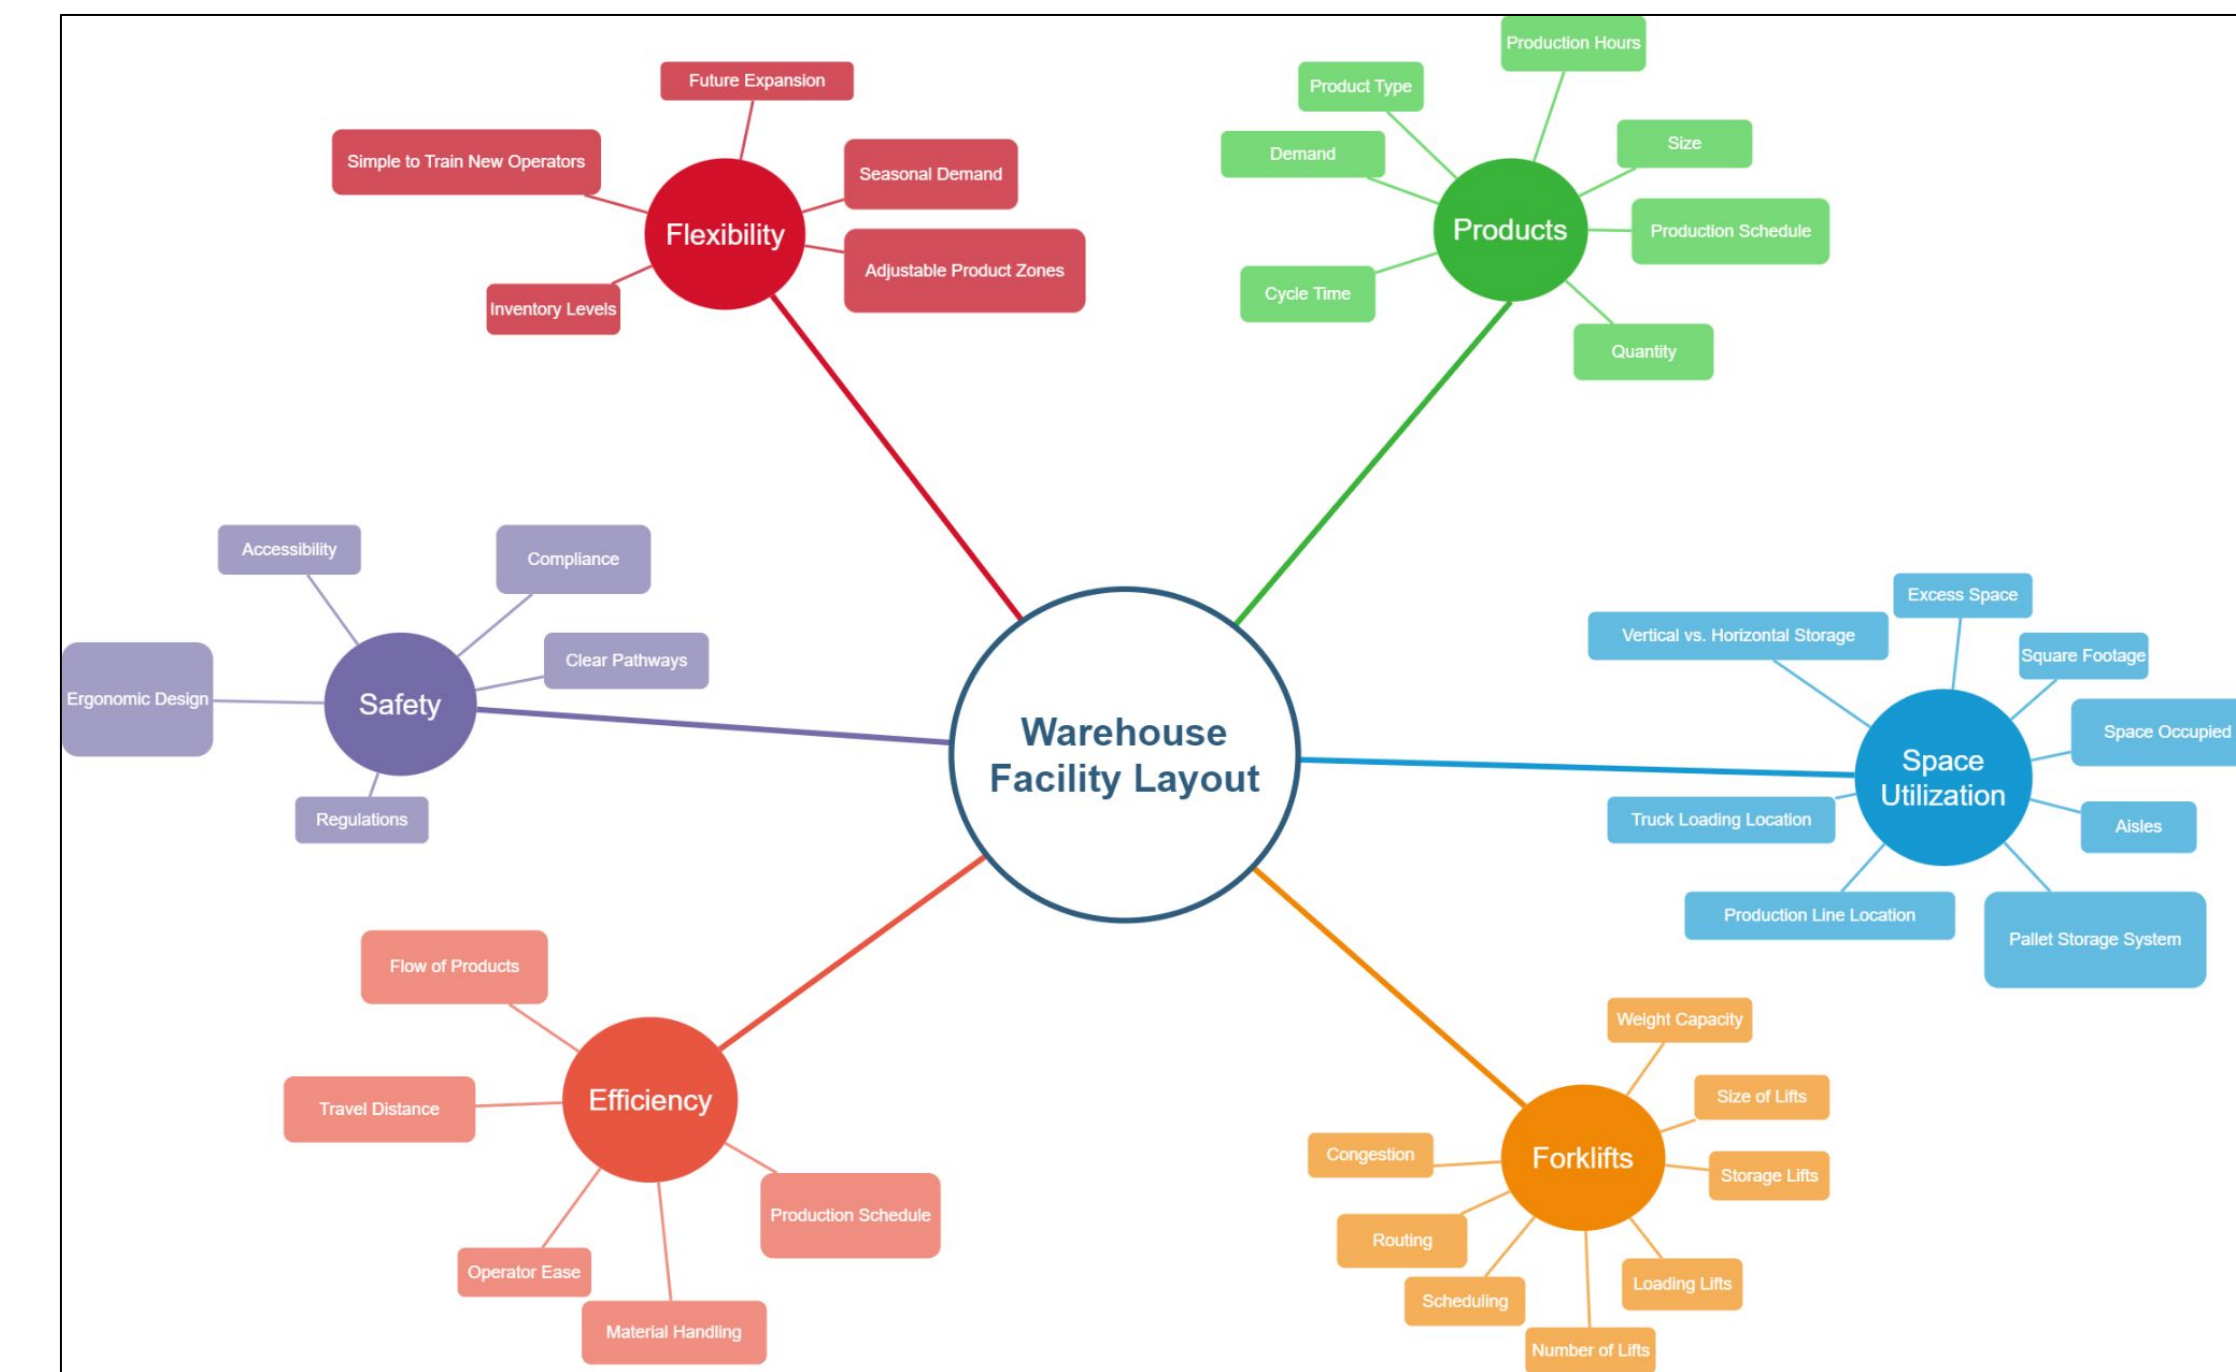 Warehouse
Facility Layout
Flexibility
Future Expansion
Simple to Train New Operators
Seasonal Demand
Adjustable Product Zones
Inventory Levels
Products
Production Hours
Product Type
Demand
Size
Production Schedule
Cycle Time
Quantity
Safety
Accessibility
Compliance
Clear Pathways
Ergonomic Design
Regulations
Space
Utilization
Excess Space
Vertical vs. Horizontal Storage
Square Footage
Space Occupied
Truck Loading Location
Aisles
Production Line Location
Pallet Storage System
Efficiency
Flow of Products
Travel Distance
Production Schedule
Operator Ease
Material Handling
Forklifts
Weight Capacity
Size of Lifts
Congestion
Storage Lifts
Routing
Loading Lifts
Scheduling
Number of Lifts